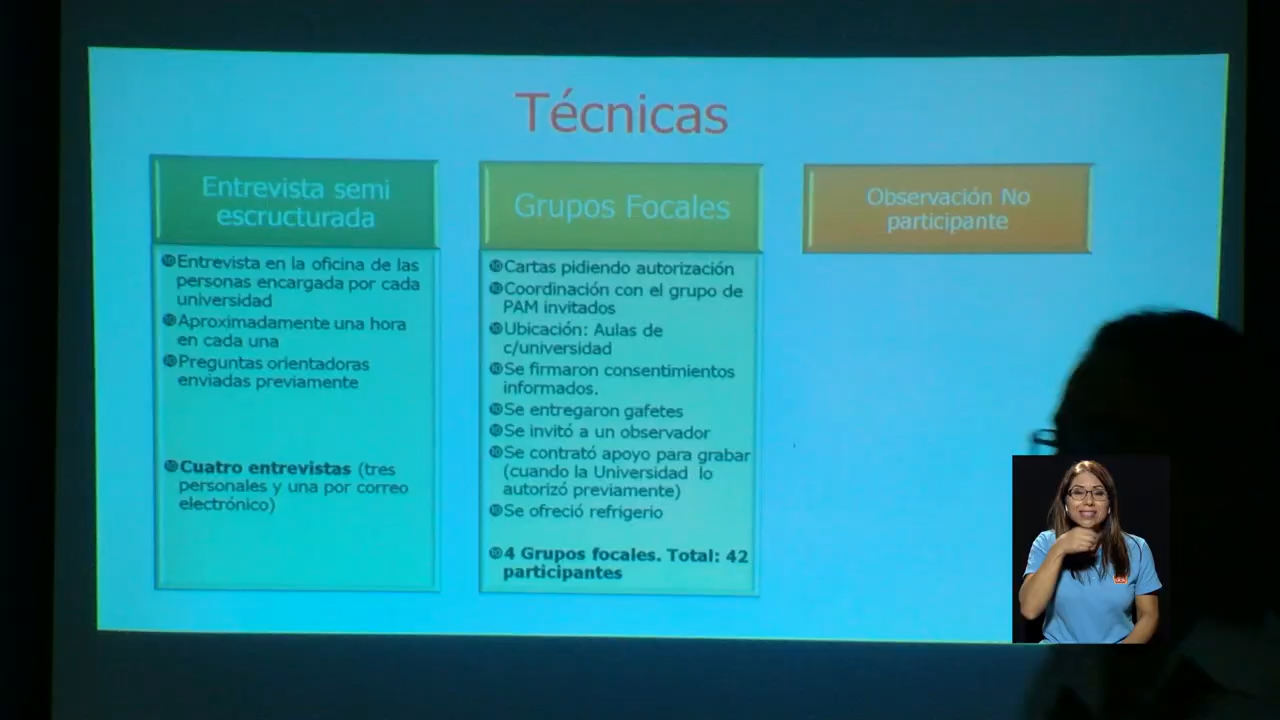 Técnicas
Entrevista semi
escructurada
Entrevista en la oficina de las
personas encargada por cada
universidad
Aproximadamente una hora
en cada una
Preguntas orientadoras
enviadas previamente
Cuatro entrevistas (tres
personales y una por correo
electrónico)
Grupos Focales
Cartas pidiendo autorización
Coordinación con el grupo de
PAM invitados
Ubicación: Aulas de
c/universidad
Se firmaron consentimientos
informados.
Se entregaron gafetes
Se invitó a un observador
Se contrató apoyo para grabar
(cuando la Universidad lo
autorizó previamente)
Se ofreció refrigerio
4 Grupos focales. Total: 42
participantes
Observación No
participante